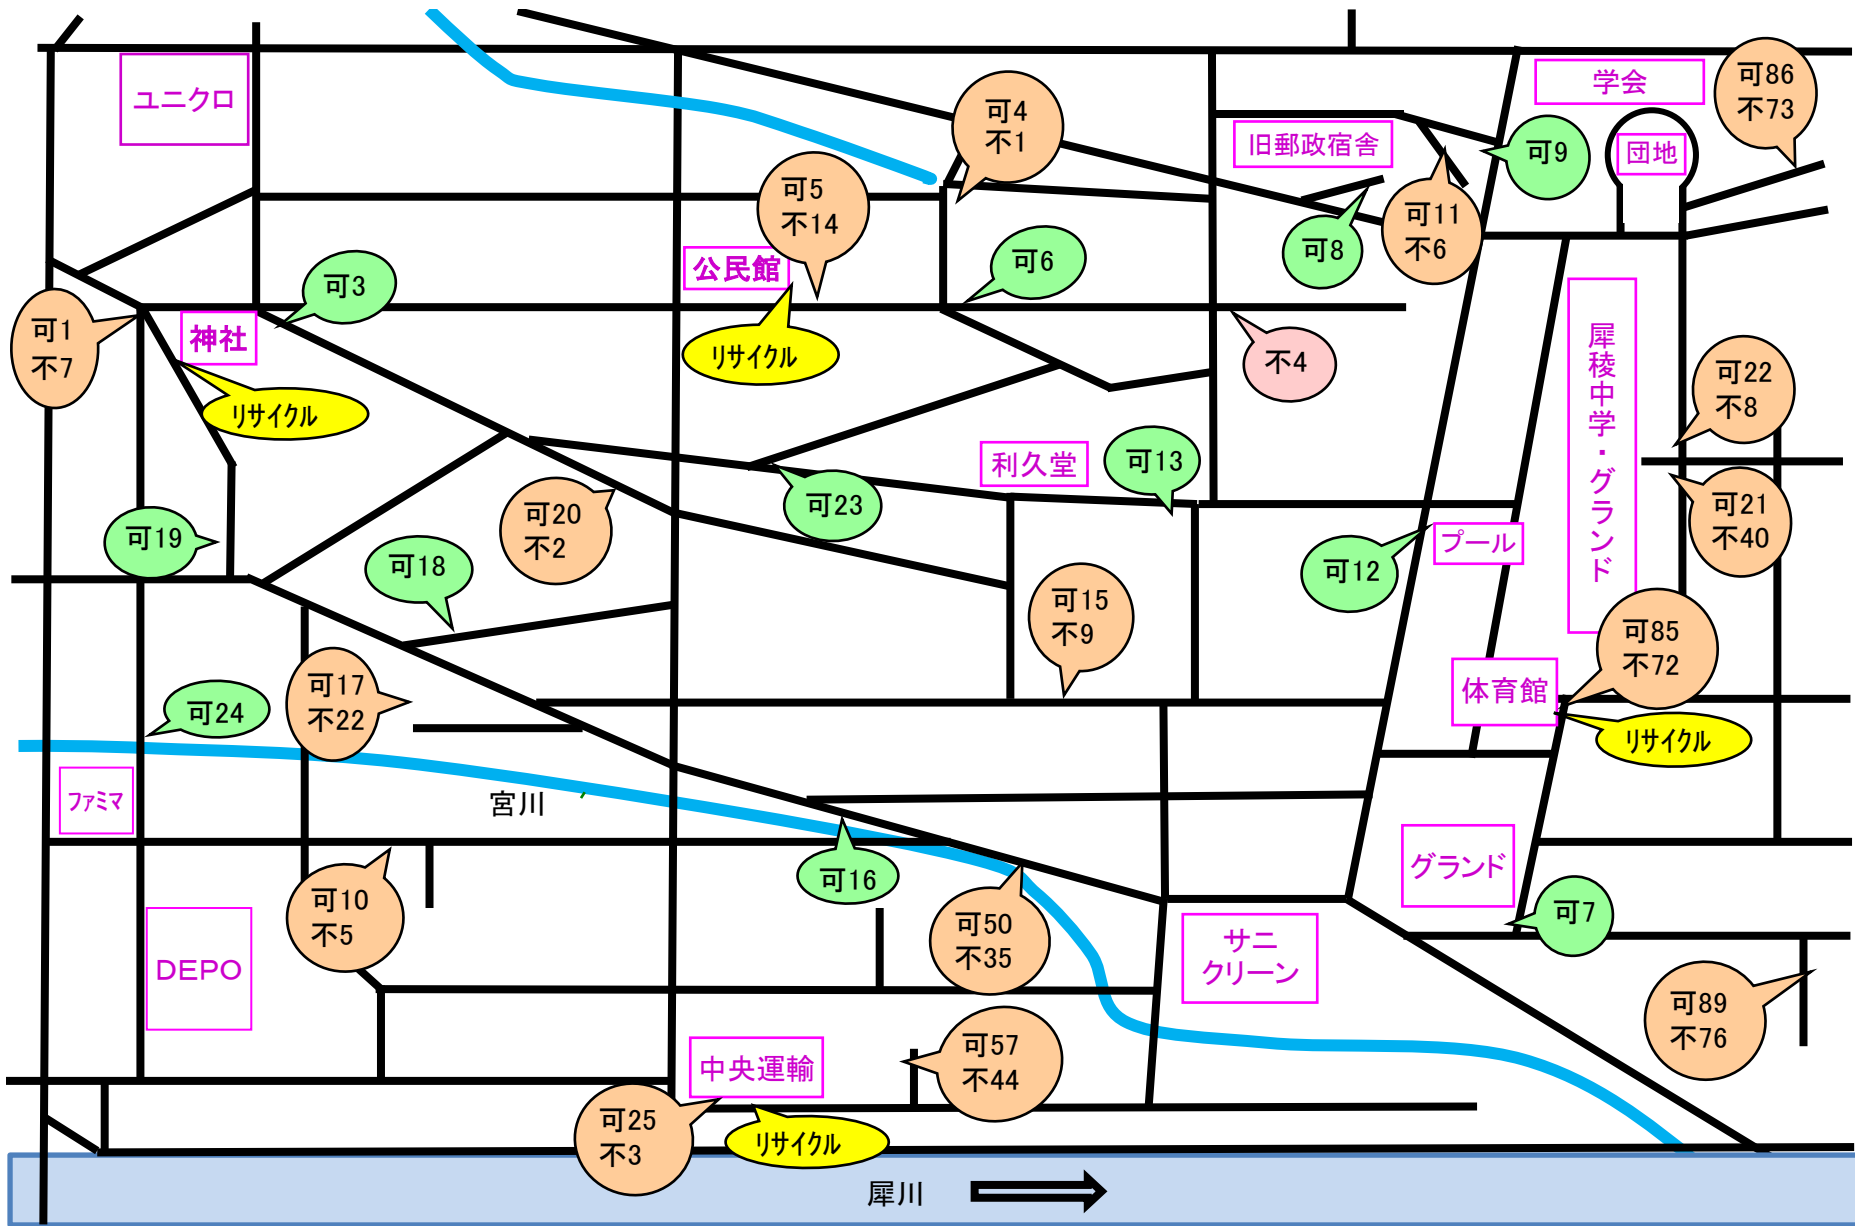 ユニクロ
学会
可86
不73
可4
不1
旧郵政宿舎
可9
団地
可5
不14
可11
不6
公民館
可6
可8
可3
可1
不7
神社
リサイクル
不4
犀稜中学・グランド
可22
不8
リサイクル
利久堂
可13
可23
可20
不2
可21
不40
可19
可18
プール
可12
可15
不9
可85
不72
可17
不22
体育館
可24
リサイクル
ファミマ
宮川
グランド
可16
可10
不5
可50
不35
可7
サニ
クリーン
DEPO
可89
不76
可57
不44
中央運輸
可25
不3
リサイクル
犀川